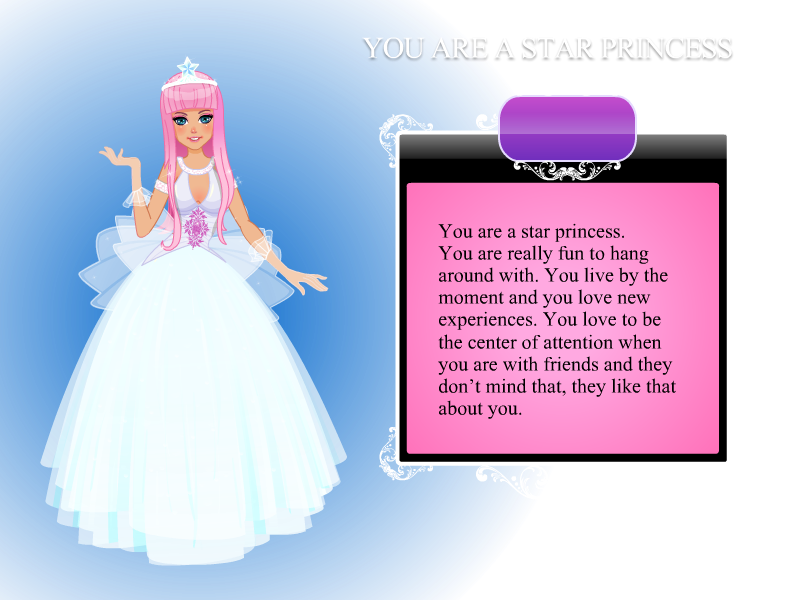 YOU ARE A STAR PRINCESS
You are a star princess.
You are really fun to hang
around with. You live by the
moment and you love new
experiences. You love to be
the center of attention when
you are with friends and they
don’t mind that, they like that
about you.